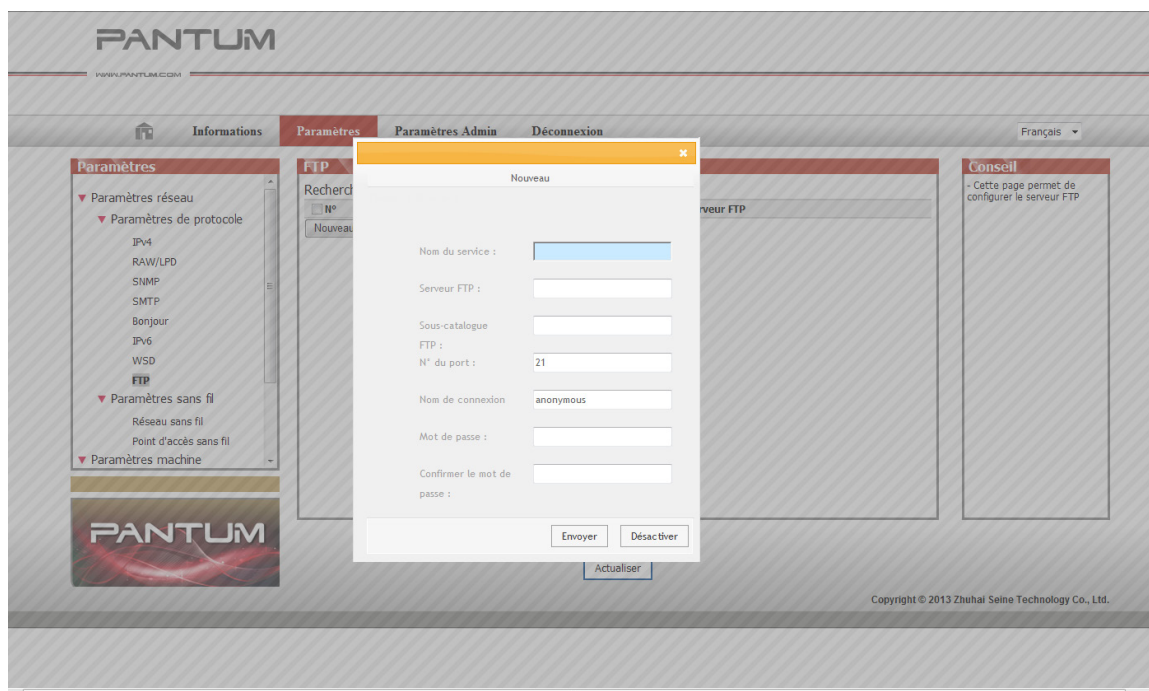 PANTUM
WWW.PANTUM.COM
Informations
Paramètres
Paramètres Admin
Déconnexion
Français
Paramètres
Paramètres réseau
Paramètres de protocole
IPv4
RAW/LPD
SNMP
SMTP
Bonjour
IPv6
WSD
FTP
Paramètres sans fil
Réseau sans fil
Point d'accès sans fil
Paramètres machine
PANTUM
FTP
N°
Nouveau
Nouveau
Nom du service :
Serveur FTP :
Sous-catalogue
FTP :
N° du port :
21
Nom de connexion
anonymous
Mot de passe :
Confirmer le mot de
passe :
Envoyer
Désactiver
FTP
Actualiser
Conseil
- Cette page permet de
configurer le serveur FTP
Copyright © 2013 Zhuhai Seine Technology Co., Ltd.